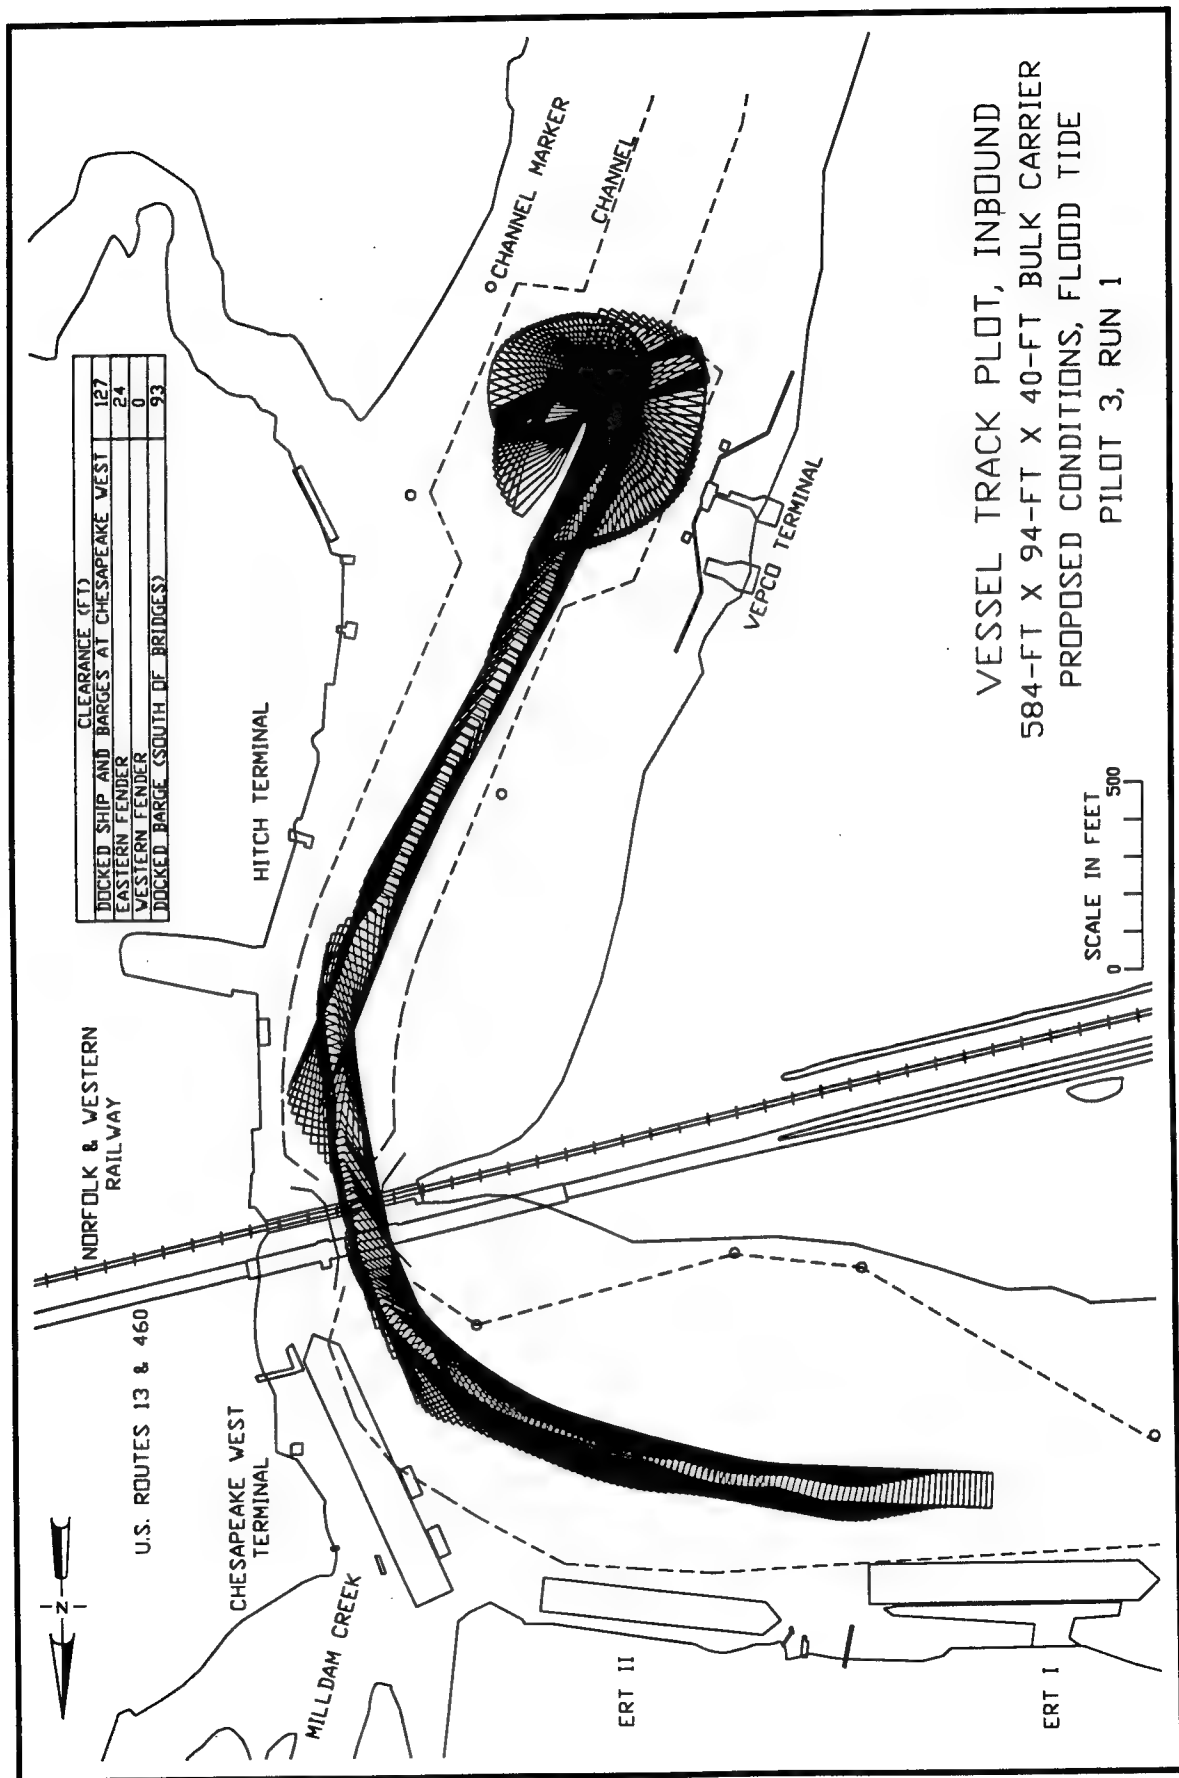 CLEARANCE (FT)
DOCKED SHIP AND BARGES AT CHESAPEAKE WEST 127
EASTERN FENDER 24
WESTERN FENDER 0
DOCKED BARGE (SOUTH OF BRIDGES) 93
N
U.S. ROUTES 13 & 460
NORFOLK & WESTERN
RAILWAY
HITCH TERMINAL
CHANNEL MARKER
CHANNEL
CHESAPEAKE WEST
TERMINAL
MILLDAM CREEK
VEPCO TERMINAL
ERT II
ERT I
SCALE IN FEET
0 500
VESSEL TRACK PLOT, INBOUND
584-FT X 94-FT X 40-FT BULK CARRIER
PROPOSED CONDITIONS, FLOOD TIDE
PILOT 3, RUN 1